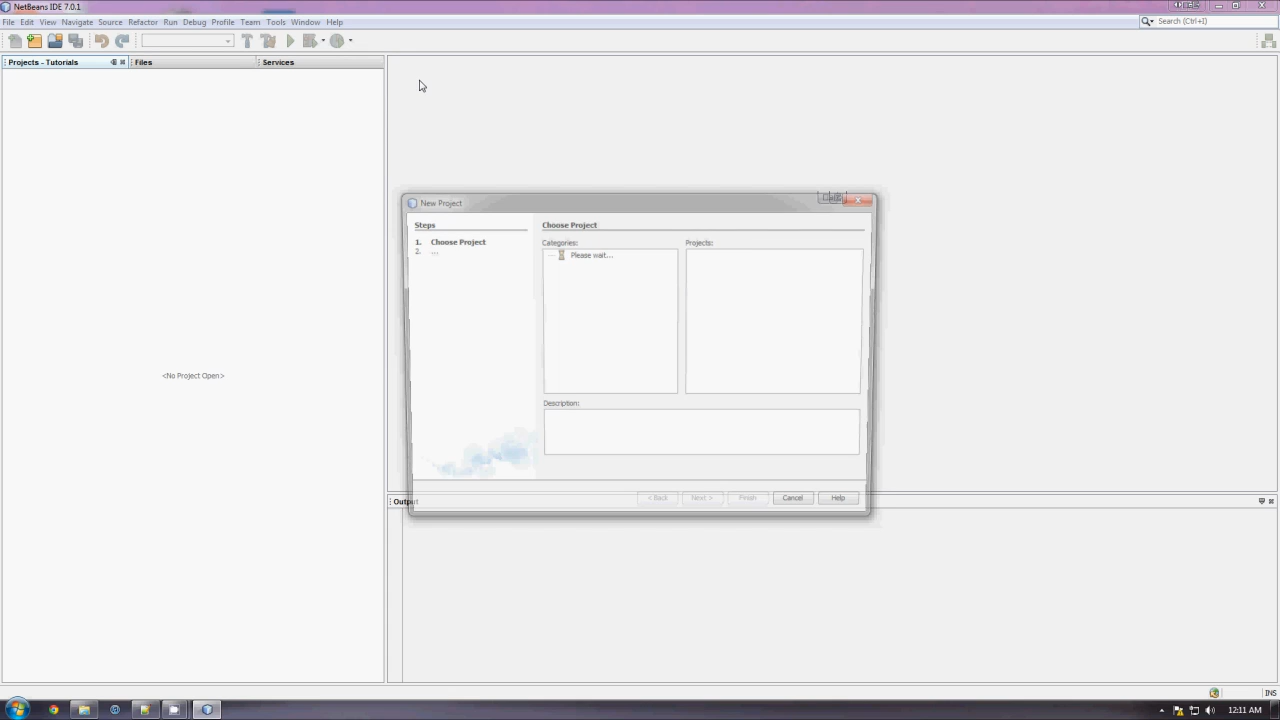 NetBeans IDE 7.0.1
File Edit View Navigate Source Refactor Run Debug Profile Team Tools Window Help
Search (Ctrl+I)
Projects - Tutorials
Files
Services
<No Project Open>
New Project
Steps
1. Choose Project
2. ...
Choose Project
Categories:
Projects:
Please wait...
Description:
< Back
Next >
Finish
Cancel
Help
Output
INS
12:11 AM